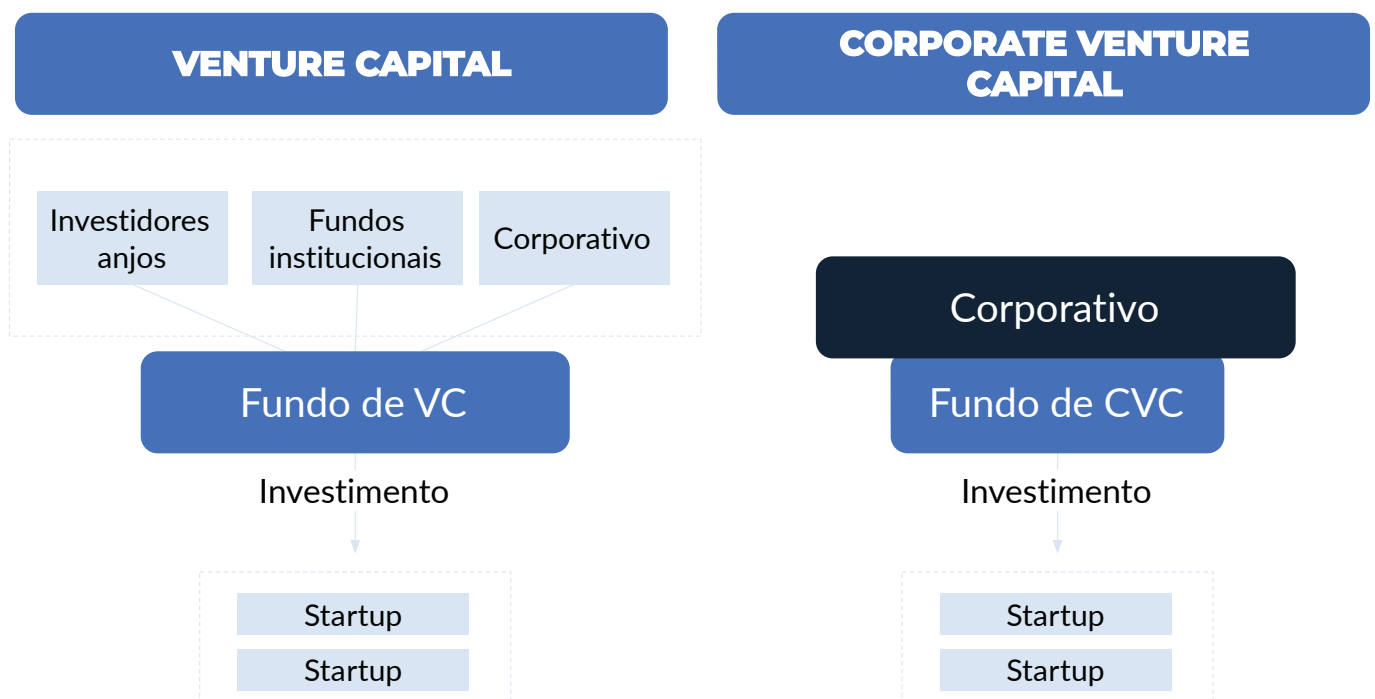 VENTURE CAPITAL
CORPORATE VENTURE
CAPITAL
Investidores
anjos
Fundos
institucionais
Corporativo
Corporativo
Fundo de VC
Fundo de CVC
Investimento
Investimento
Startup
Startup
Startup
Startup